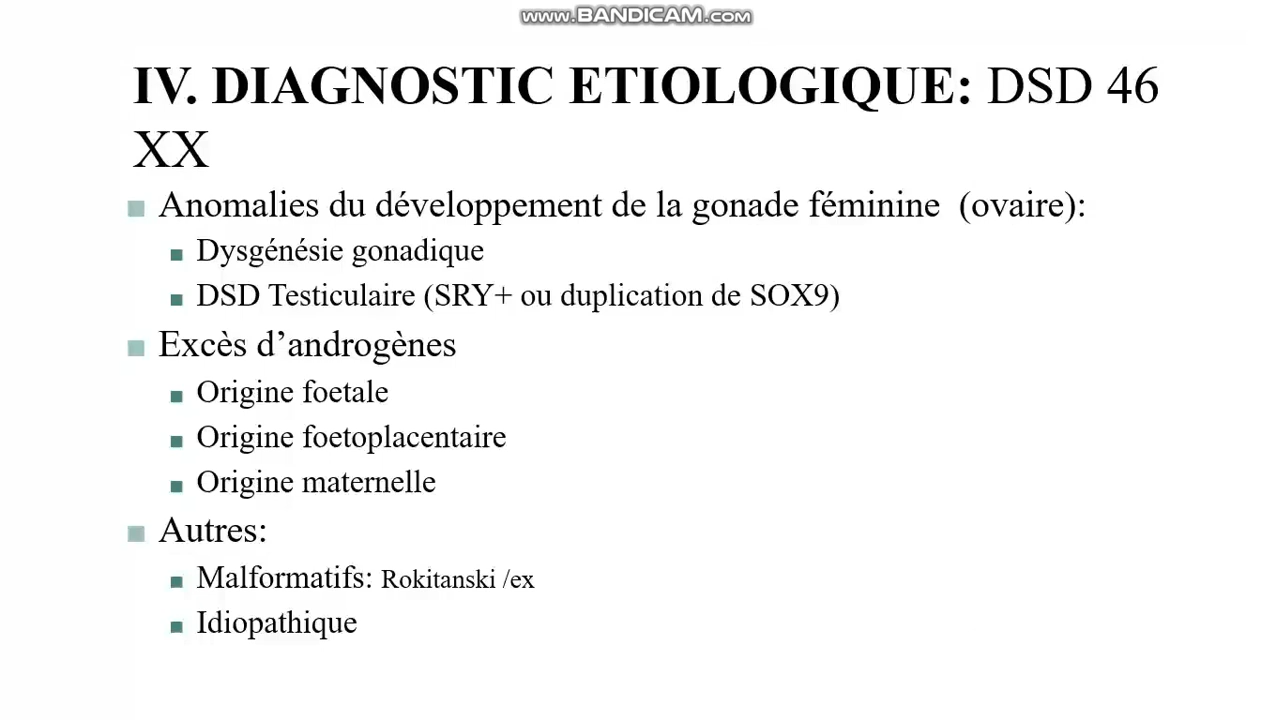 www.BANDICAM.com
IV. DIAGNOSTIC ETIOLOGIQUE: DSD 46
XX
Anomalies du développement de la gonade féminine (ovaire):
Dysgénésie gonadique
DSD Testiculaire (SRY+ ou duplication de SOX9)
Excès d’androgènes
Origine foetale
Origine foetoplacentaire
Origine maternelle
Autres:
Malformatifs: Rokitanski /ex
Idiopathique